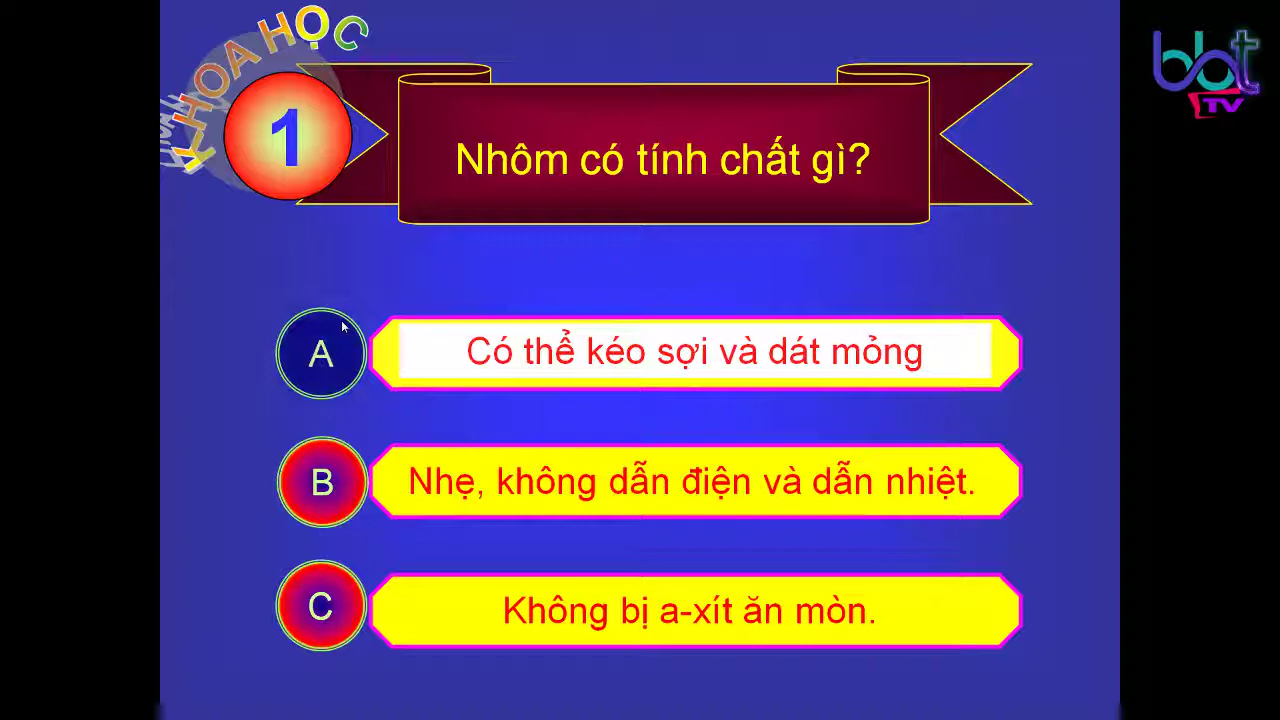 KHOA HỌC
1
Nhôm có tính chất gì?
A
Có thể kéo sợi và dát mỏng
B
Nhẹ, không dẫn điện và dẫn nhiệt.
C
Không bị a-xít ăn mòn.
bbt
TV